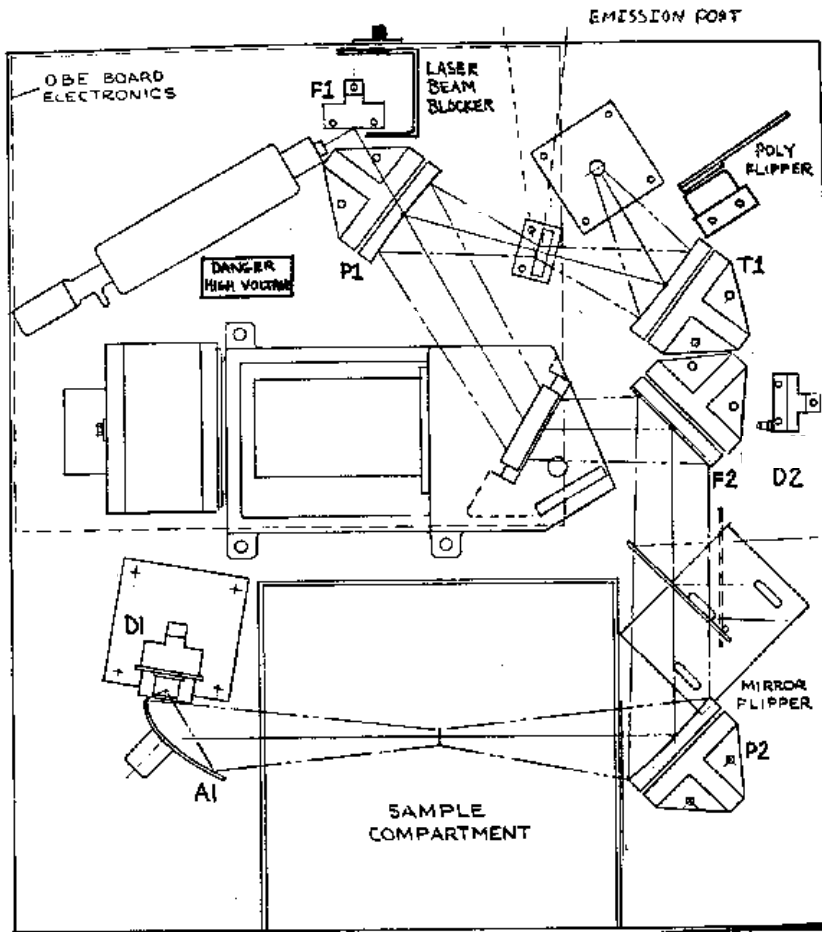 EMISSION PORT
OBE BOARD
ELECTRONICS
F1
LASER
BEAM
BLOCKER
POLY
FLIPPER
DANGER
HIGH VOLTAGE
P1
T1
F2
D2
D1
MIRROR
FLIPPER
A1
P2
SAMPLE
COMPARTMENT